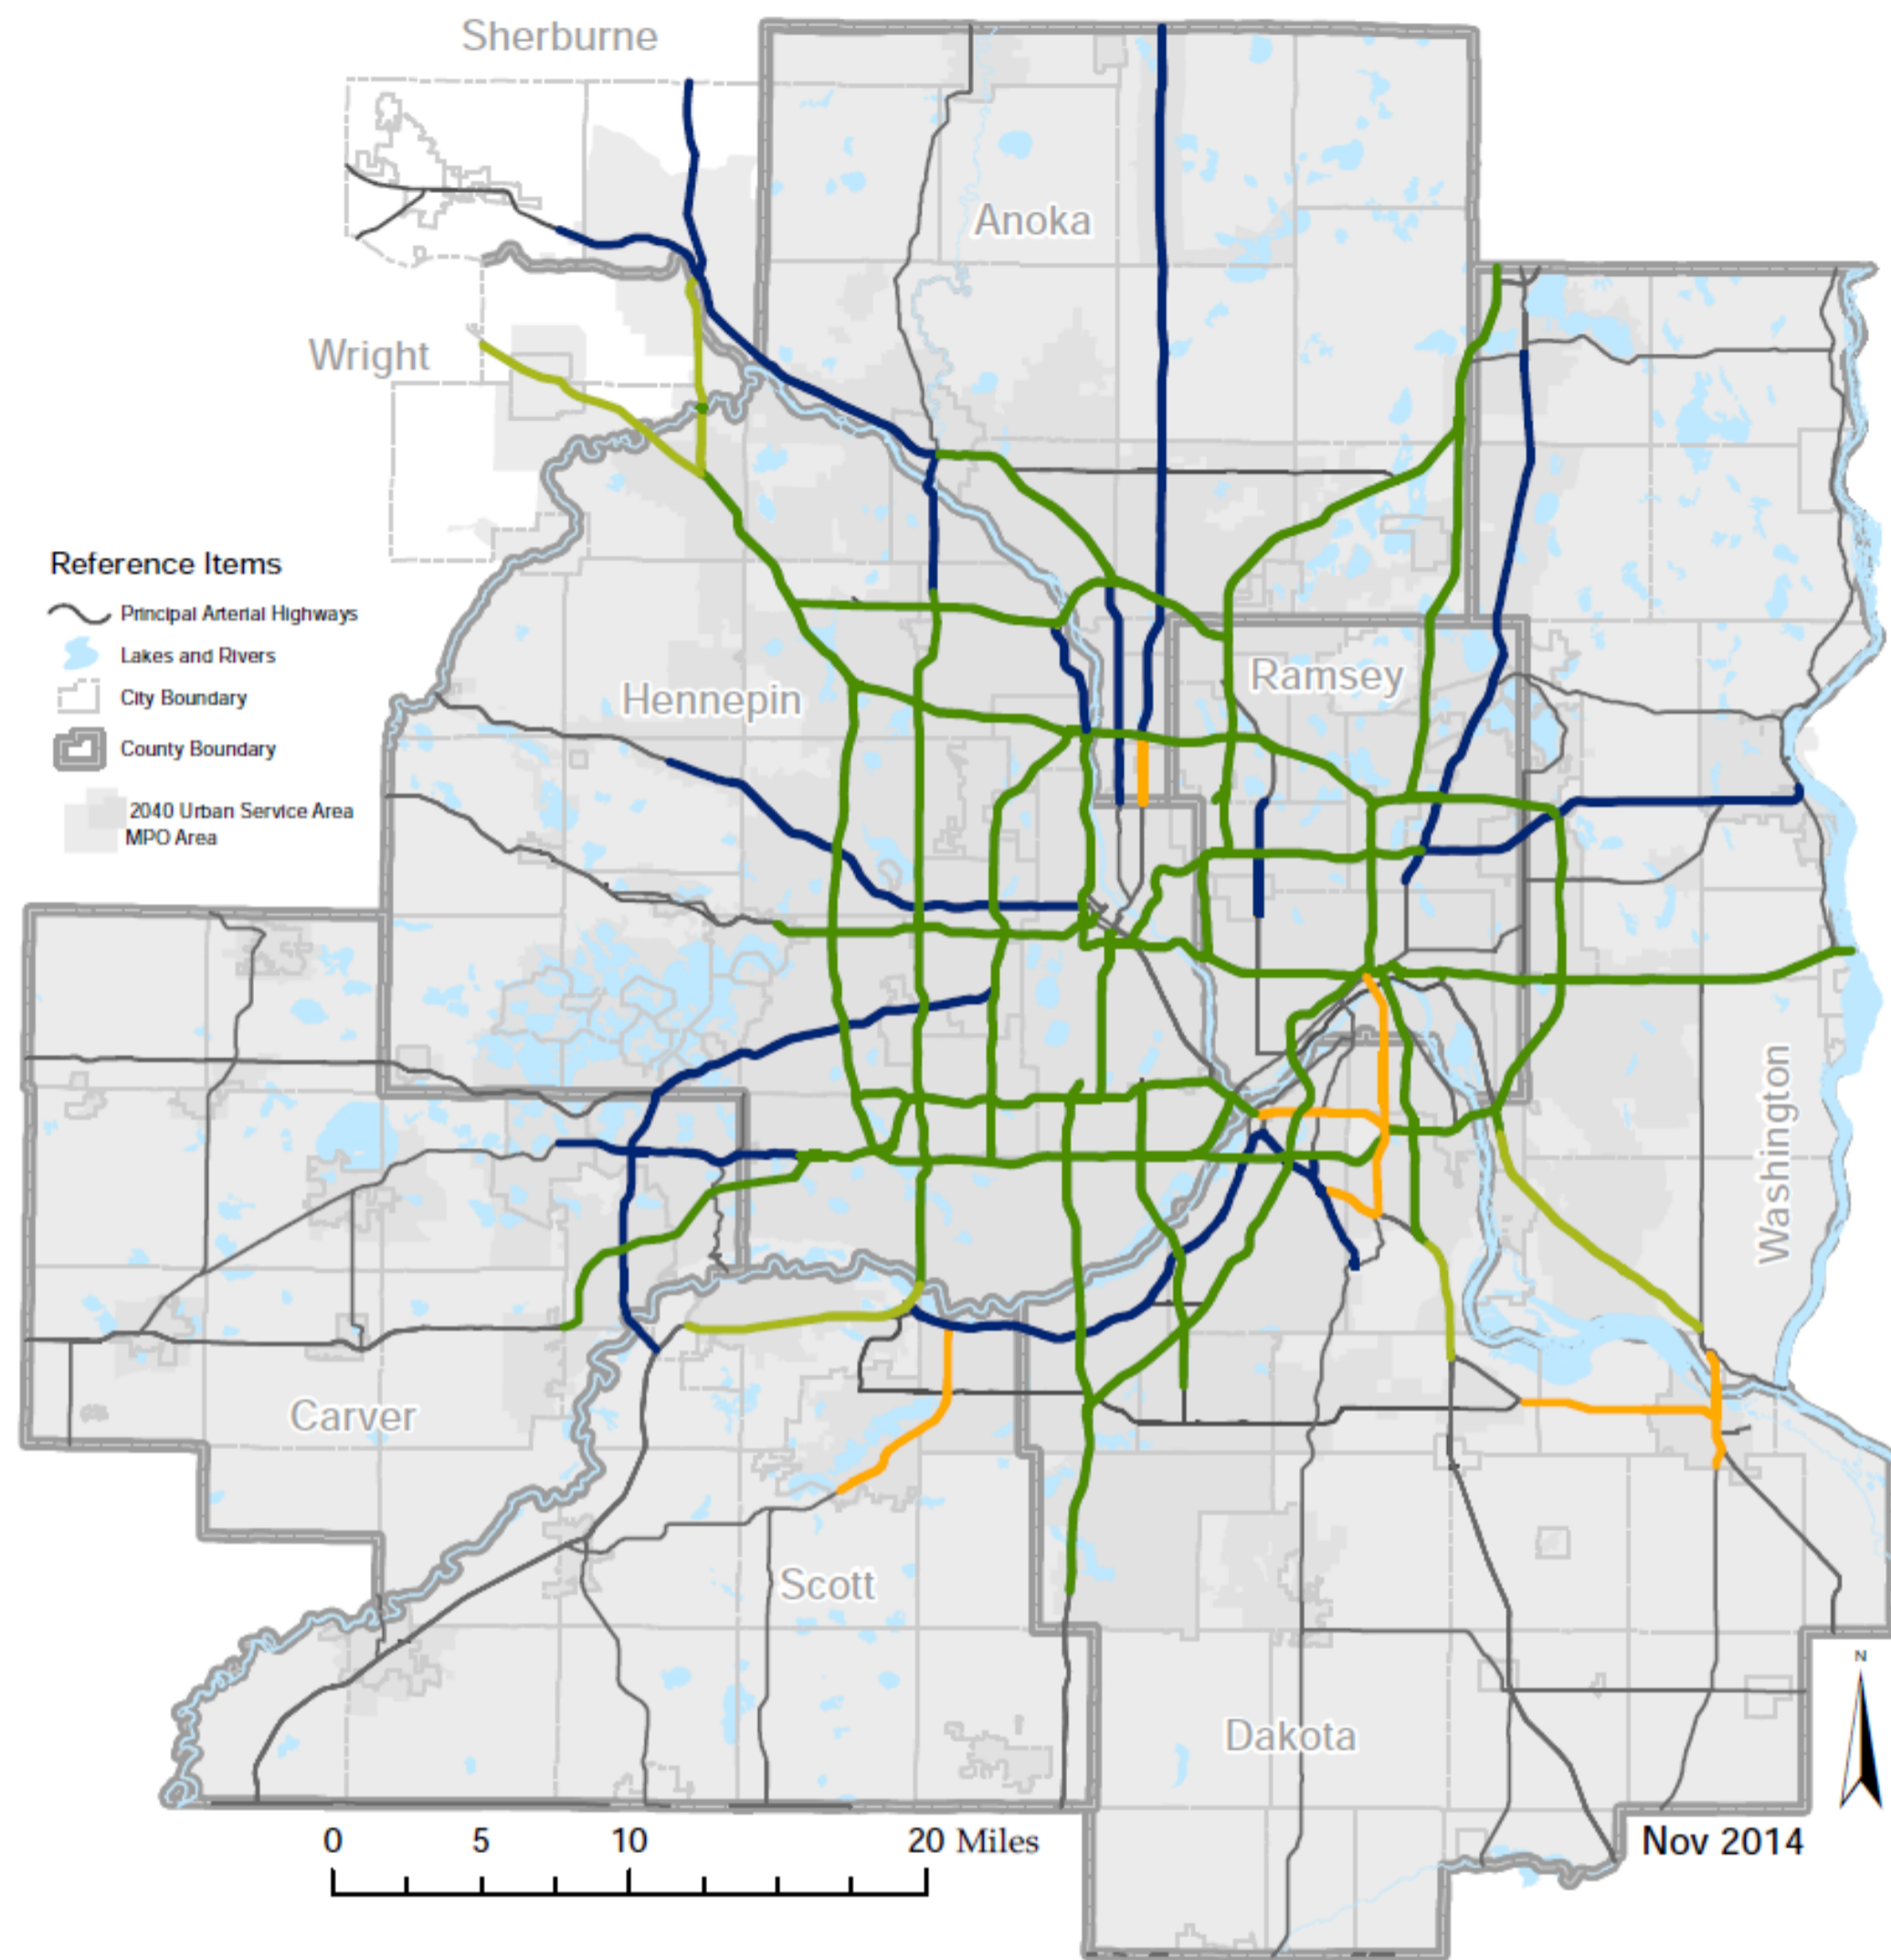 Sherburne
Anoka
Wright
Reference Items
Principal Arterial Highways
Lakes and Rivers
City Boundary
County Boundary
2040 Urban Service Area
MPO Area
Hennepin
Ramsey
Washington
Carver
Scott
Dakota
N
0 5 10 20 Miles
Nov 2014